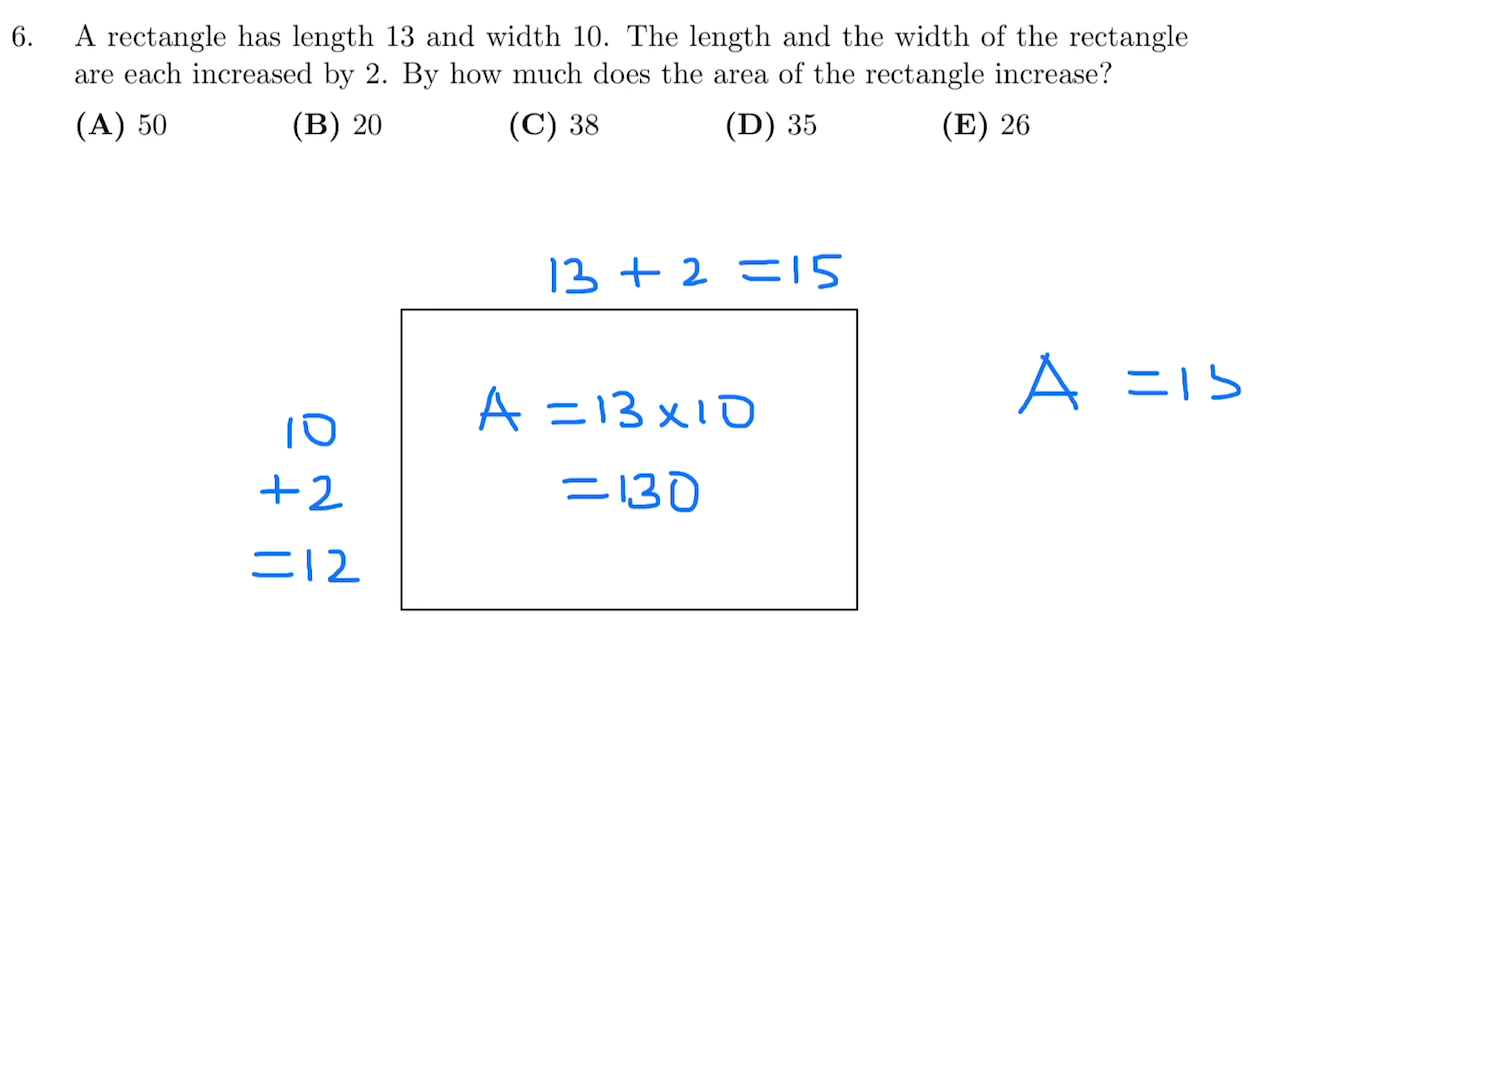 6. A rectangle has length 13 and width 10. The length and the width of the rectangle
are each increased by 2. By how much does the area of the rectangle increase?
(A) 50 (B) 20 (C) 38 (D) 35 (E) 26
13 + 2 = 15
A = 13 × 10
= 130
10
+2
= 12
A = 15